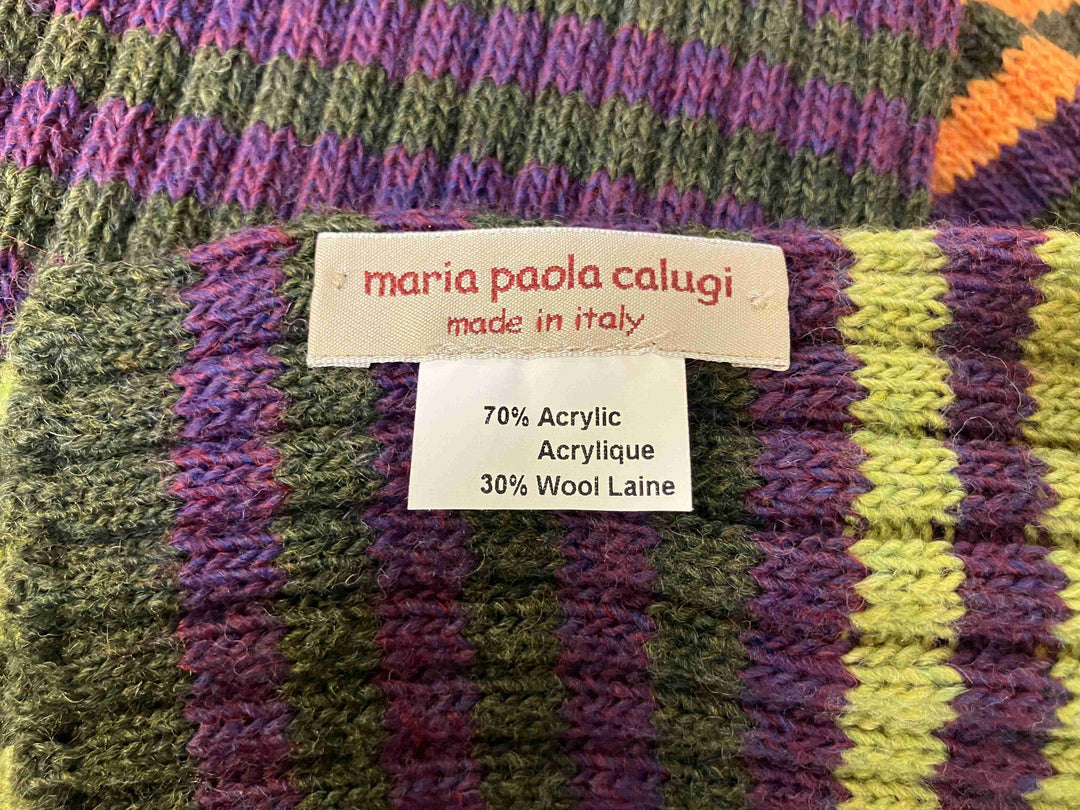 maria paola calugi
made in italy
70% Acrylic
Acrylique
30% Wool Laine